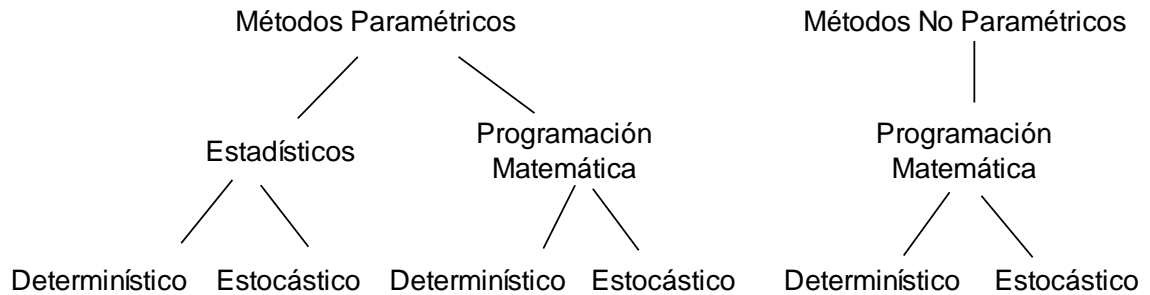 Métodos Paramétricos
Métodos No Paramétricos
Estadísticos
Programación
Matemática
Programación
Matemática
Determinístico
Estocástico
Determinístico
Estocástico
Determinístico
Estocástico